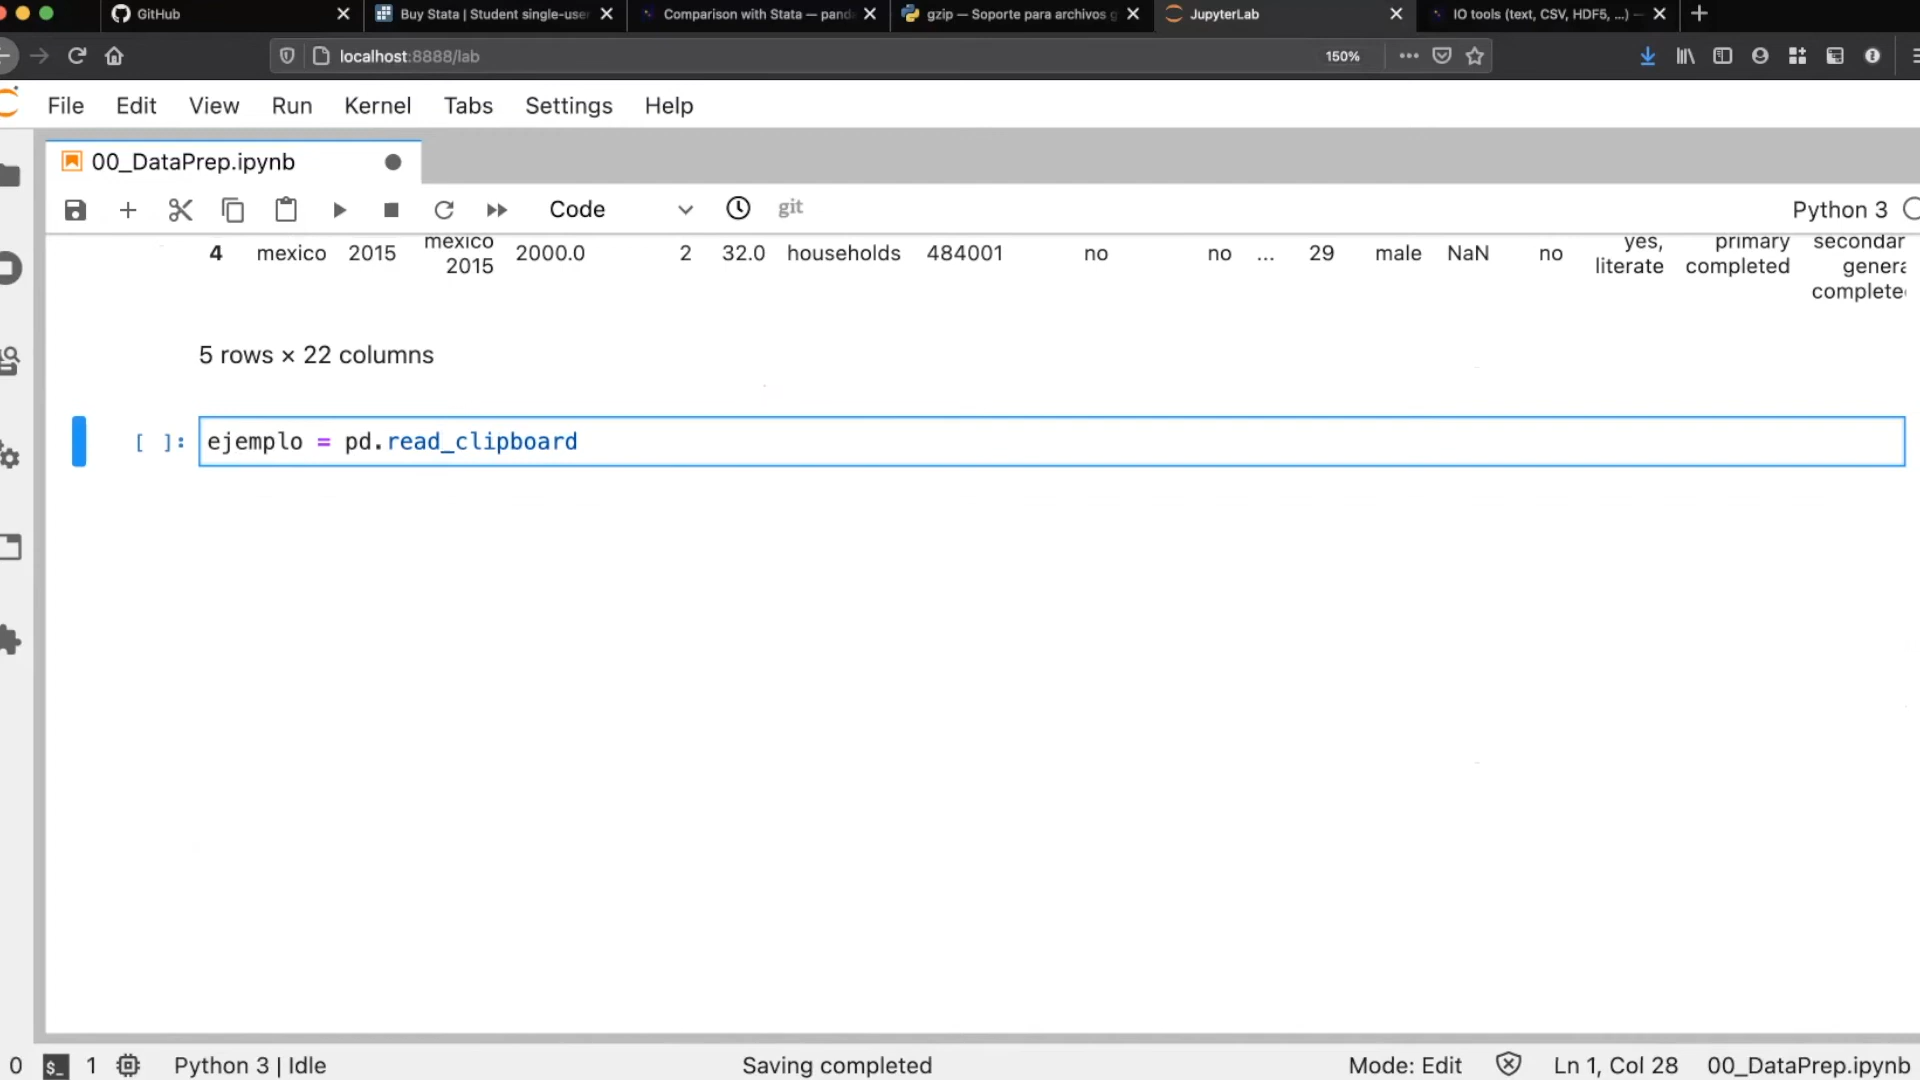 GitHub
Buy Stata | Student single-use
Comparison with Stata — pand
gzip — Soporte para archivos g
JupyterLab
IO tools (text, CSV, HDF5, ...) —
localhost:8888/lab
150%
File Edit View Run Kernel Tabs Settings Help
00_DataPrep.ipynb
Code
git
Python 3
4 mexico 2015 mexico 2015 2000.0 2 32.0 households 484001 no no ... 29 male NaN no yes, literate primary completed secondar genera complete
5 rows × 22 columns
[ ]: ejemplo = pd.read_clipboard
0 $_ 1 Python 3 | Idle Saving completed Mode: Edit Ln 1, Col 28 00_DataPrep.ipynb